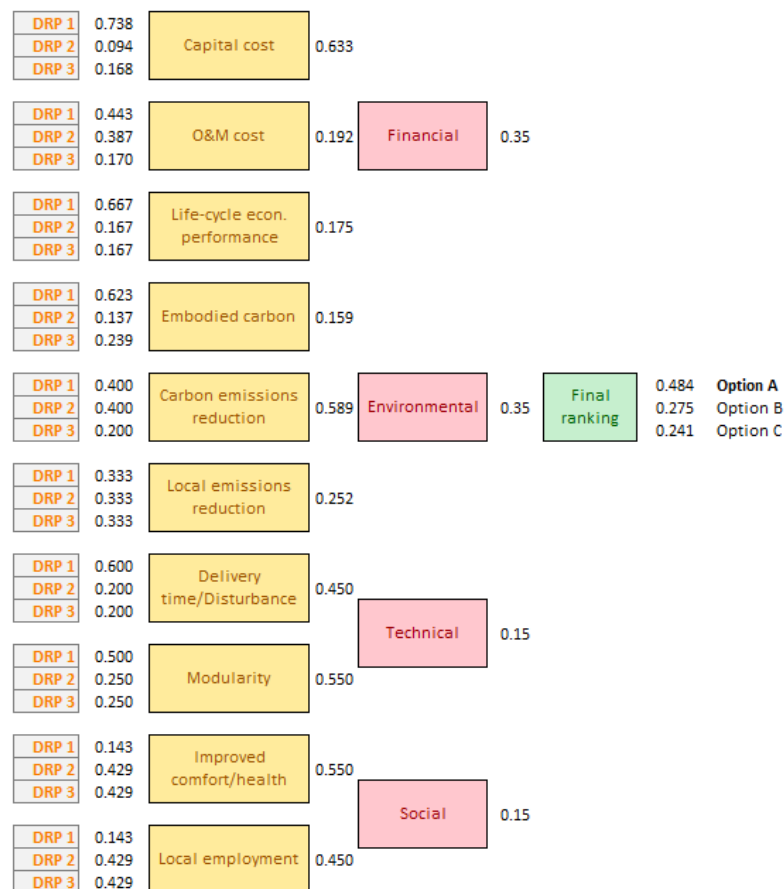 DRP 1 0.738
DRP 2 0.094 Capital cost 0.633
DRP 3 0.168
DRP 1 0.443
DRP 2 0.387 O&M cost 0.192 Financial 0.35
DRP 3 0.170
DRP 1 0.667
Life-cycle econ.
DRP 2 0.167 0.175
performance
DRP 3 0.167
DRP 1 0.623
DRP 2 0.137 Embodied carbon 0.159
DRP 3 0.239
DRP 1 0.400 0.484 Option A
Carbon emissions Final
DRP 2 0.400 0.589 Environmental 0.35 0.275 Option B
reduction ranking
DRP 3 0.200 0.241 Option C
DRP 1 0.333
Local emissions
DRP 2 0.333 0.252
reduction
DRP 3 0.333
DRP 1 0.600
Delivery
DRP 2 0.200 0.450
time/Disturbance
DRP 3 0.200
Technical 0.15
DRP 1 0.500
DRP 2 0.250 Modularity 0.550
DRP 3 0.250
DRP 1 0.143
Improved
DRP 2 0.429 0.550
comfort/health
DRP 3 0.429
Social 0.15
DRP 1 0.143
DRP 2 0.429 Local employment 0.450
DRP 3 0.429